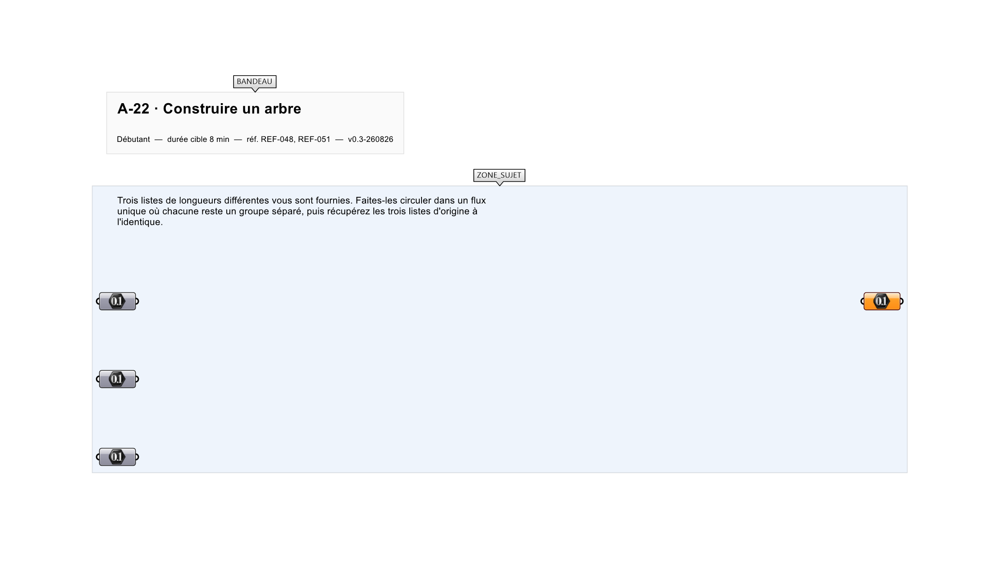 BANDEAU
A-22 · Construire un arbre
Débutant — durée cible 8 min — réf. REF-048, REF-051 — v0.3-260826
ZONE_SUJET
Trois listes de longueurs différentes vous sont fournies. Faites-les circuler dans un flux
unique où chacune reste un groupe séparé, puis récupérez les trois listes d'origine à
l'identique.
0.1
0.1
0.1
0.1